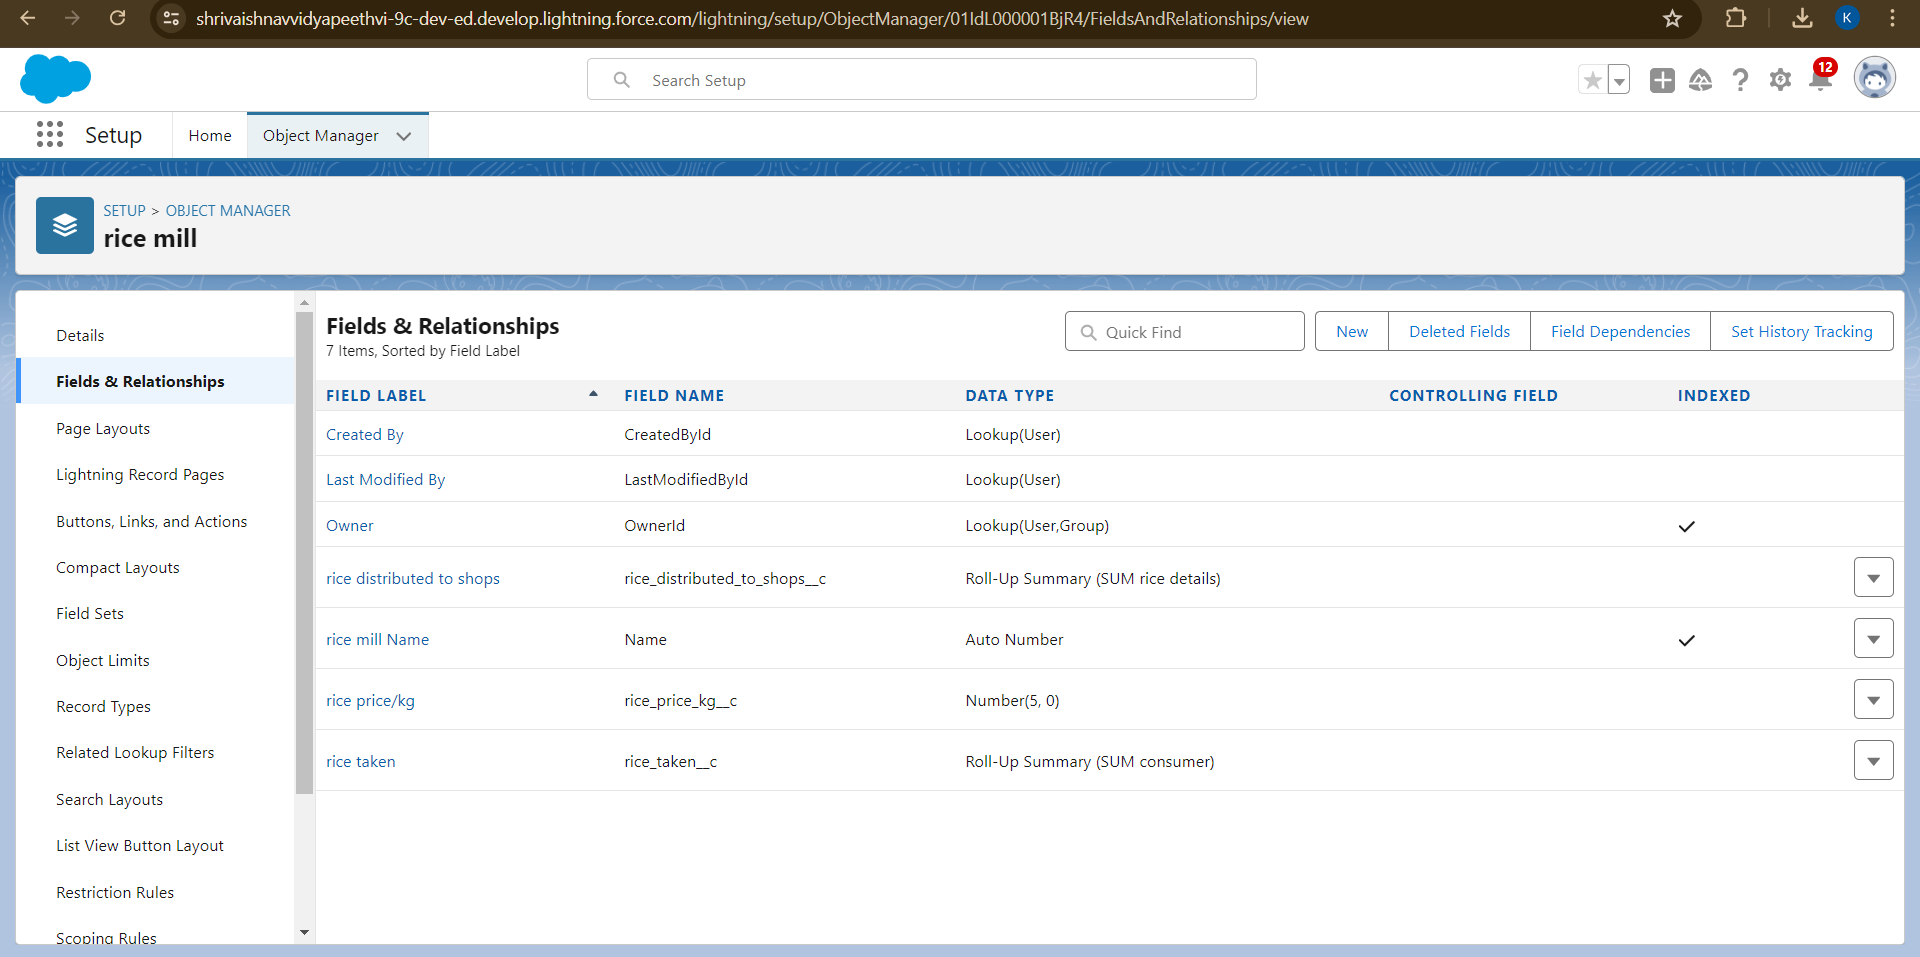 shrivaishnavvidyapeethvi-9c-dev-ed.develop.lightning.force.com/lightning/setup/ObjectManager/01IdL000001BjR4/FieldsAndRelationships/view
K
Search Setup
12
Setup
Home
Object Manager
SETUP > OBJECT MANAGER
rice mill
Details
Fields & Relationships
Page Layouts
Lightning Record Pages
Buttons, Links, and Actions
Compact Layouts
Field Sets
Object Limits
Record Types
Related Lookup Filters
Search Layouts
List View Button Layout
Restriction Rules
Scoping Rules
Fields & Relationships
7 Items, Sorted by Field Label
Quick Find
New
Deleted Fields
Field Dependencies
Set History Tracking
FIELD LABEL FIELD NAME DATA TYPE CONTROLLING FIELD INDEXED
Created By CreatedById Lookup(User)
Last Modified By LastModifiedById Lookup(User)
Owner OwnerId Lookup(User,Group)
rice distributed to shops rice_distributed_to_shops__c Roll-Up Summary (SUM rice details)
rice mill Name Name Auto Number
rice price/kg rice_price_kg__c Number(5, 0)
rice taken rice_taken__c Roll-Up Summary (SUM consumer)